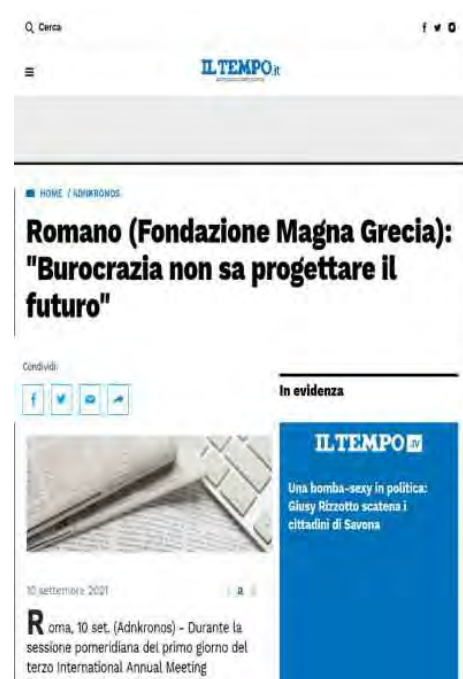 Cerca
IL TEMPO.it
HOME / ADNKRONOS
Romano (Fondazione Magna Grecia):
"Burocrazia non sa progettare il
futuro"
Condividi:
In evidenza
IL TEMPO TV
Una bomba-sexy in politica:
Giusy Rizzotto scatena i
cittadini di Savona
10 settembre 2021
a
Roma, 10 set. (Adnkronos) - Durante la
sessione pomeridiana del primo giorno del
terzo International Annual Meeting